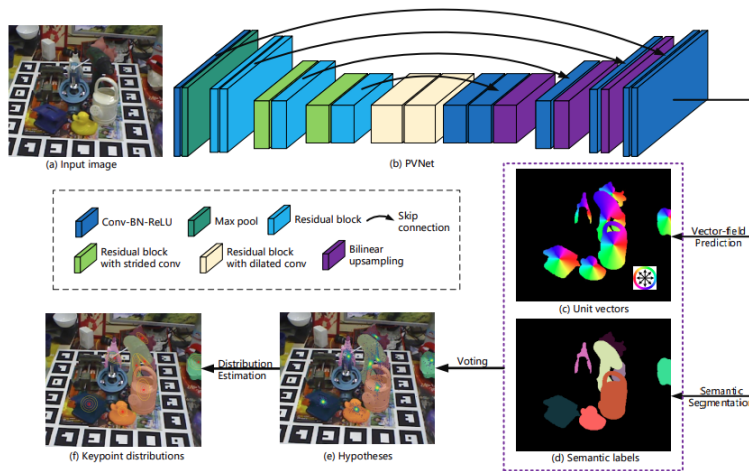 (a) Input image
(b) PVNet
Conv-BN-ReLU
Max pool
Residual block
Skip
connection
Residual block
with strided conv
Residual block
with dilated conv
Bilinear
upsampling
Vector-field
Prediction
(c) Unit vectors
Semantic
Segmentation
(d) Semantic labels
Voting
(e) Hypotheses
Distribution
Estimation
(f) Keypoint distributions